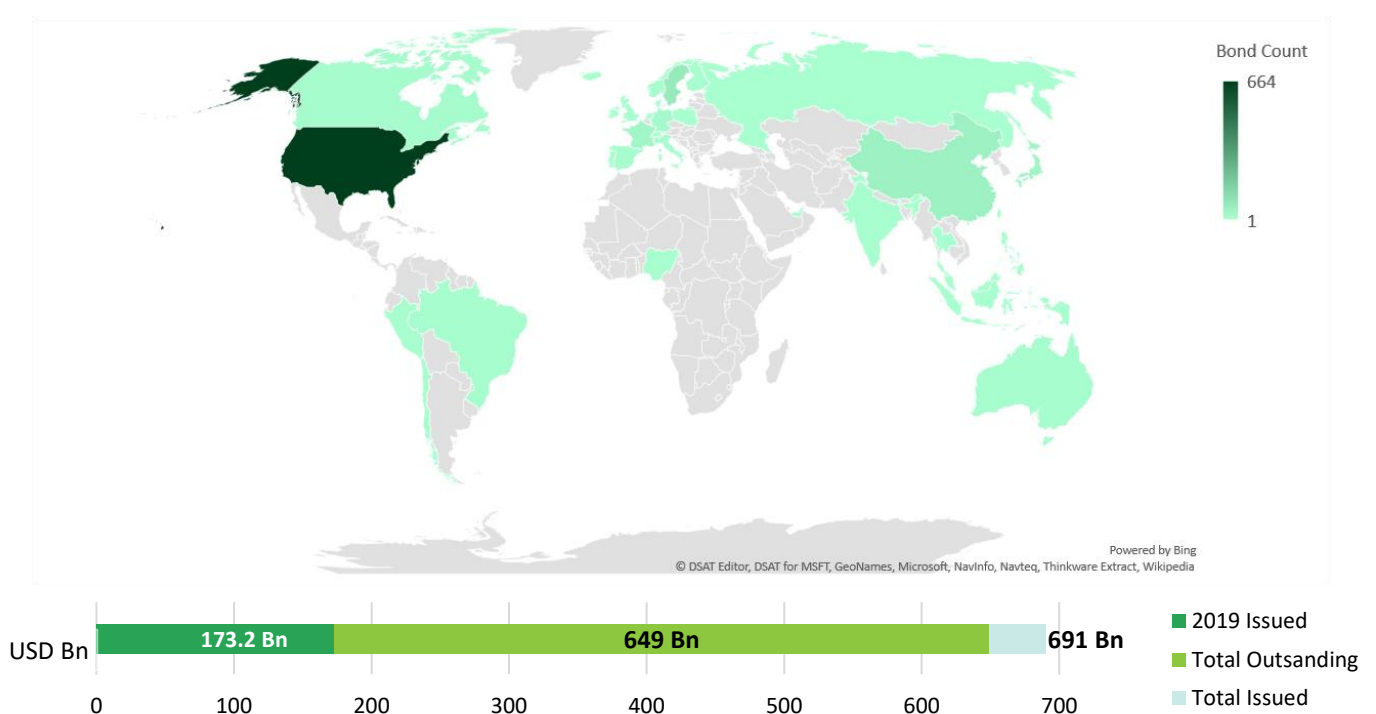 Bond Count
664
1
Powered by Bing
© DSAT Editor, DSAT for MSFT, GeoNames, Microsoft, NavInfo, Navteq, Thinkware Extract, Wikipedia
USD Bn
173.2 Bn
649 Bn
691 Bn
0
100
200
300
400
500
600
700
2019 Issued
Total Outsanding
Total Issued